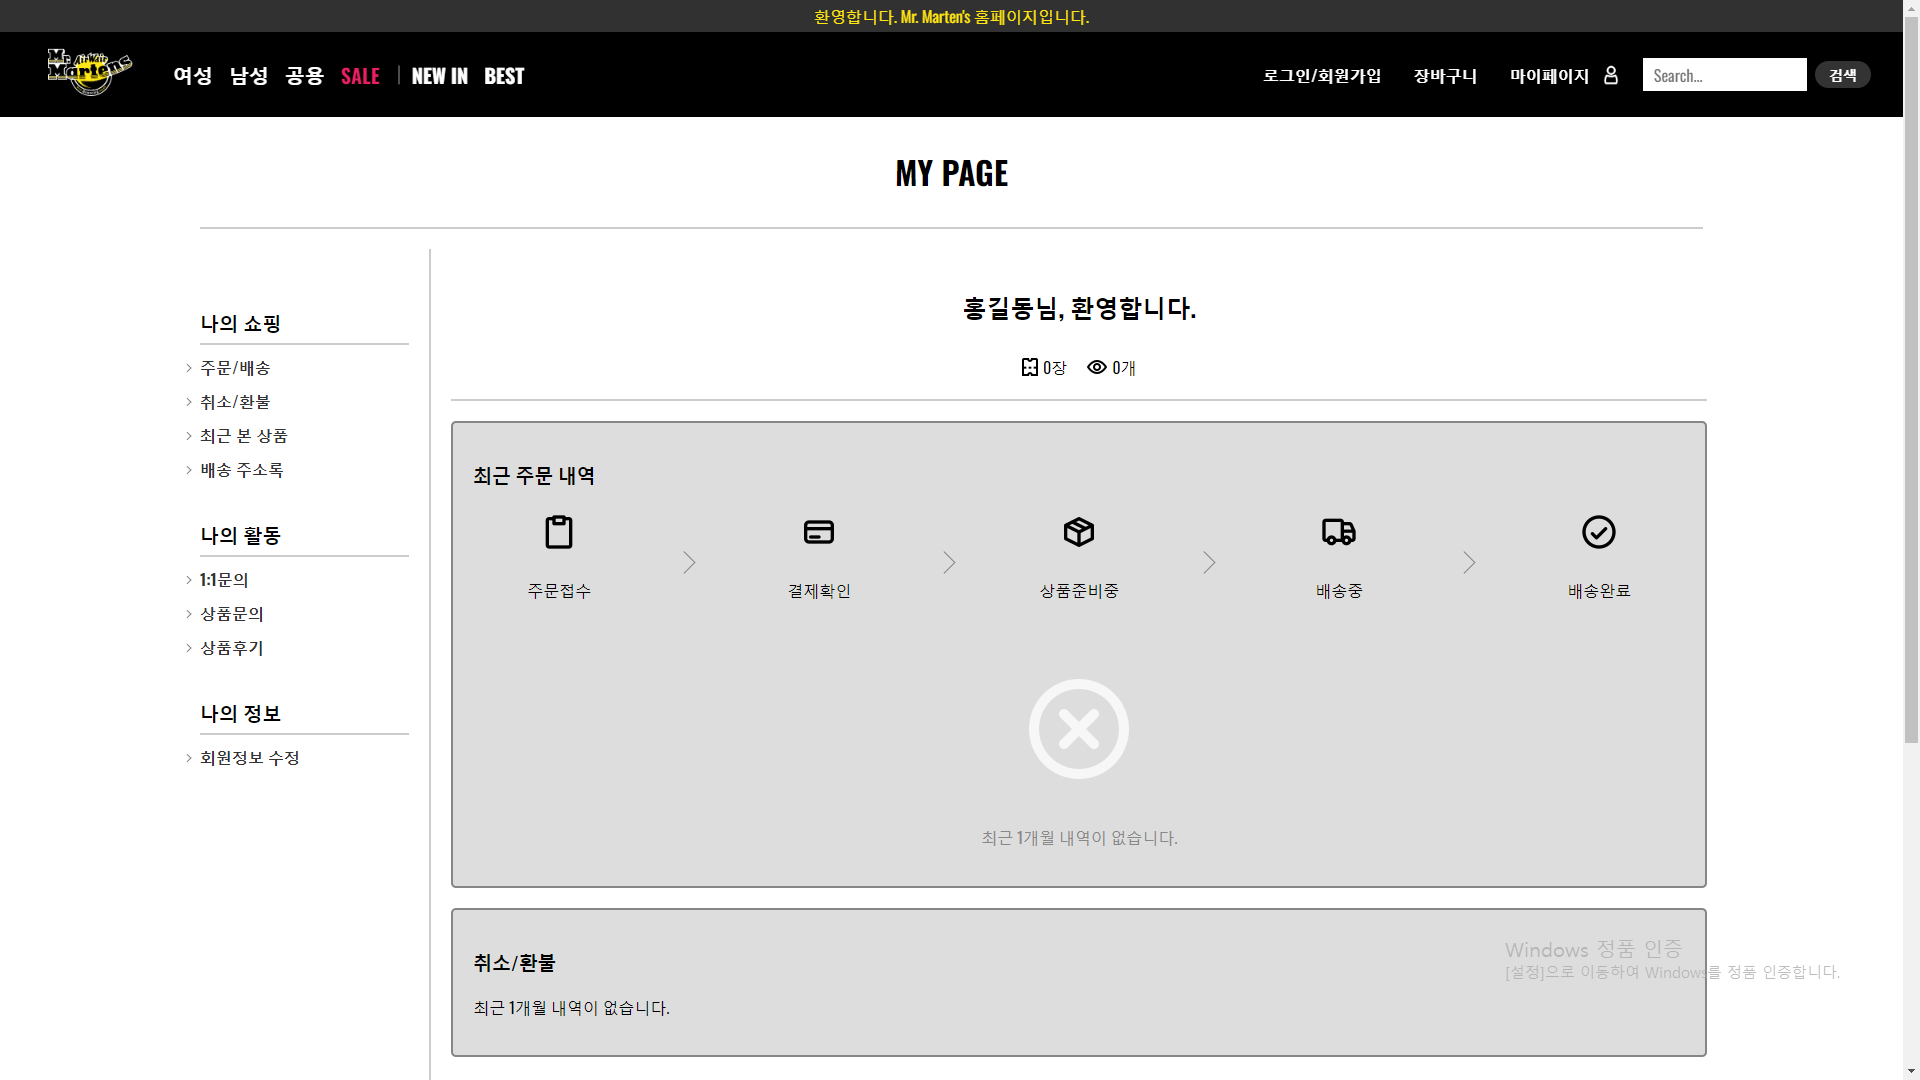 환영합니다. Mr. Marten's 홈페이지입니다.
Mr. AirWair Martens
여성 남성 공용 SALE NEW IN BEST
로그인/회원가입 장바구니 마이페이지 Search... 검색
MY PAGE
나의 쇼핑
주문/배송
취소/환불
최근 본 상품
배송 주소록
나의 활동
1:1문의
상품문의
상품후기
나의 정보
회원정보 수정
홍길동님, 환영합니다.
0장 0개
최근 주문 내역
주문접수 결제확인 상품준비중 배송중 배송완료
최근 1개월 내역이 없습니다.
취소/환불
최근 1개월 내역이 없습니다.
Windows 정품 인증
[설정]으로 이동하여 Windows를 정품 인증합니다.